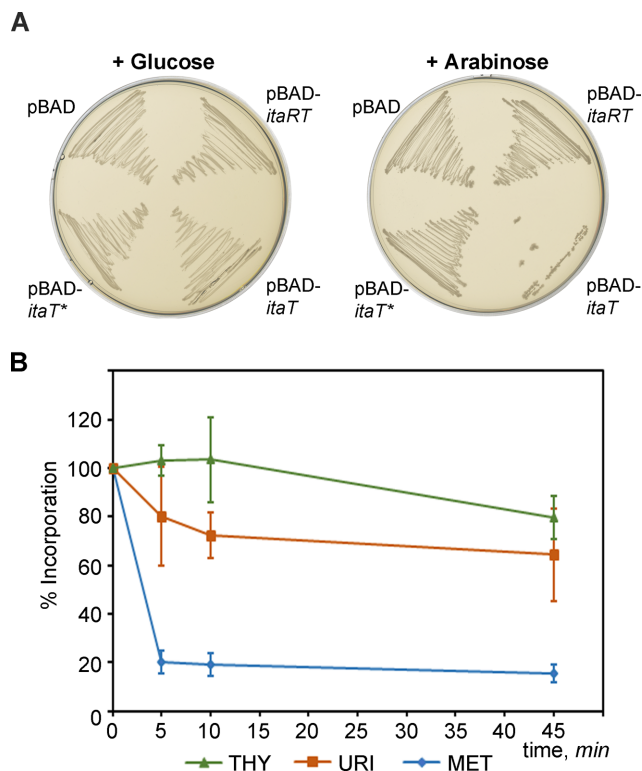 A
+ Glucose
+ Arabinose
pBAD
pBAD-
itaRT
pBAD
pBAD-
itaRT
pBAD-
itaT*
pBAD-
itaT
pBAD-
itaT*
pBAD-
itaT
B
% Incorporation
120
100
80
60
40
20
0
0 5 10 15 20 25 30 35 40 45
time, min
THY URI MET